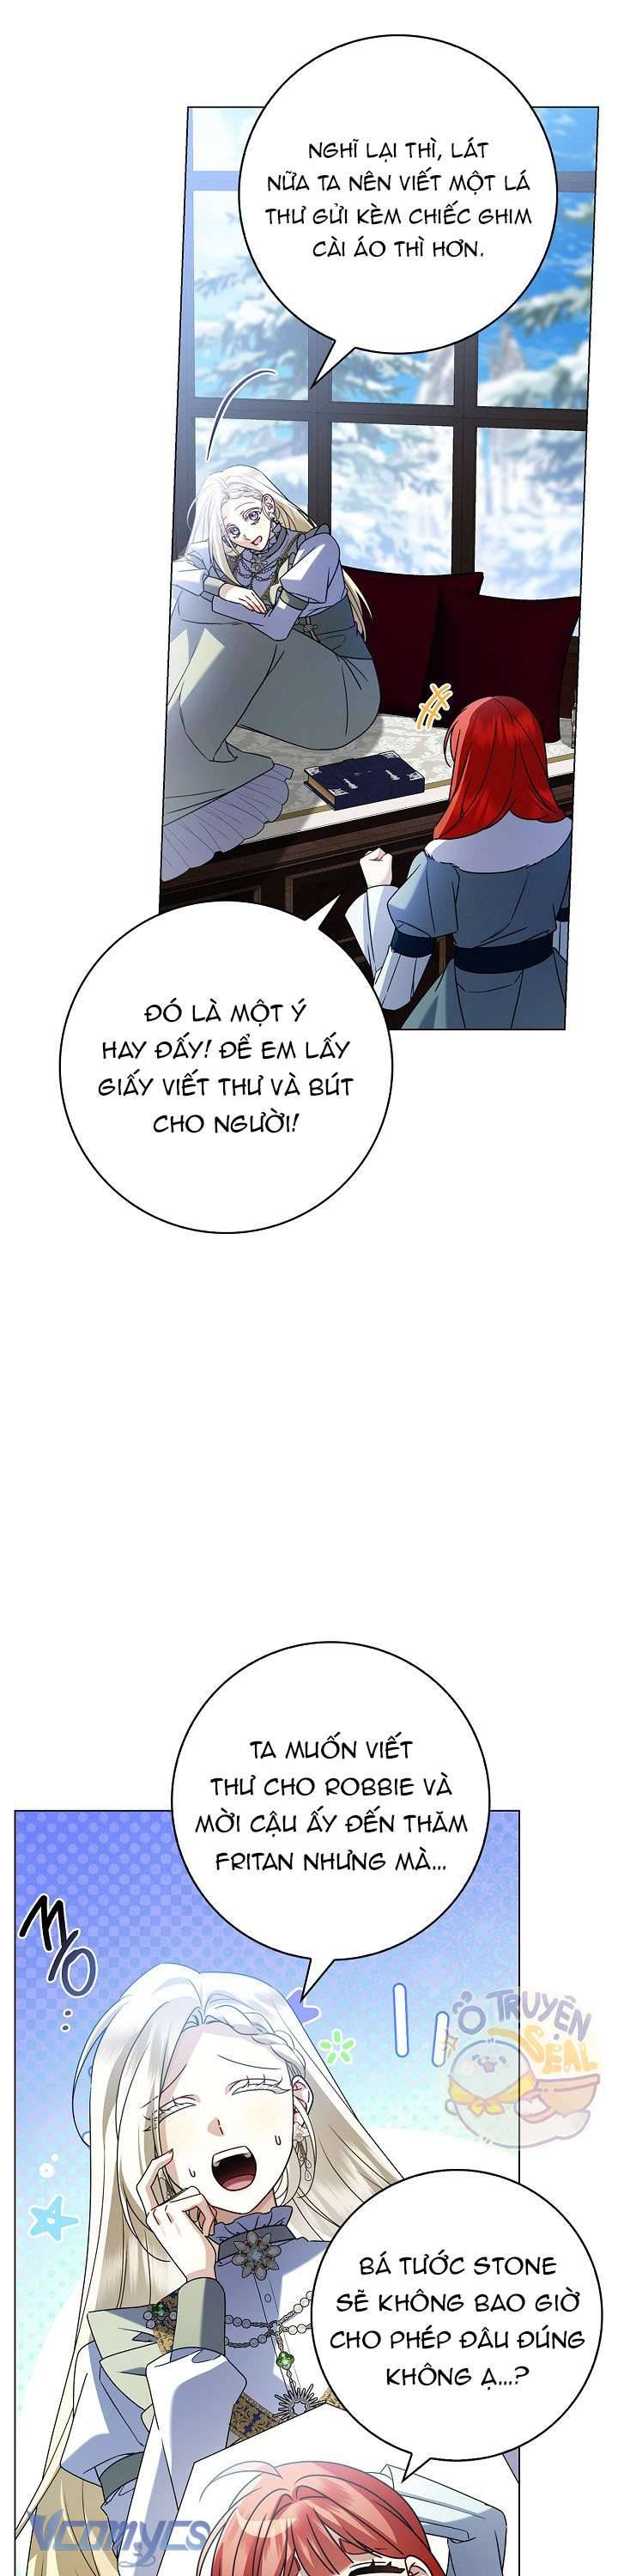 NGHĨ LẠI THÌ, LÁT
NỮA TA NÊN VIẾT MỘT LÁ
THƯ GỬI KÈM CHIẾC GHIM
CÀI ÁO THÌ HƠN.
ĐÓ LÀ MỘT Ý
HAY ĐẤY! ĐỂ EM LẤY
GIẤY VIẾT THƯ VÀ BÚT
CHO NGƯỜI!
TA MUỐN VIẾT
THƯ CHO ROBBIE VÀ
MỜI CẬU ẤY ĐẾN THĂM
FRITAN NHƯNG MÀ...
Ổ TRUYỆN
SEAL
BÁ TƯỚC STONE
SẼ KHÔNG BAO GIỜ
CHO PHÉP ĐÂU ĐÚNG
KHÔNG Ạ...?
Vcomycs